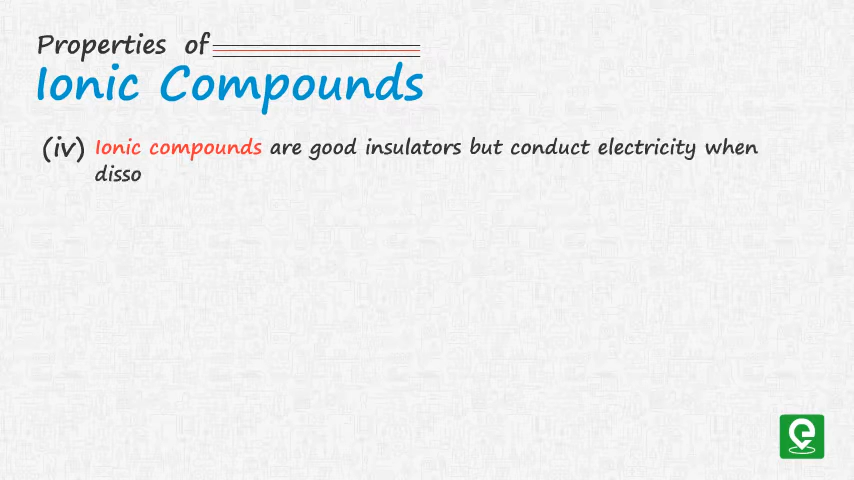 Properties of
Ionic Compounds
(iv) Ionic compounds are good insulators but conduct electricity when
disso